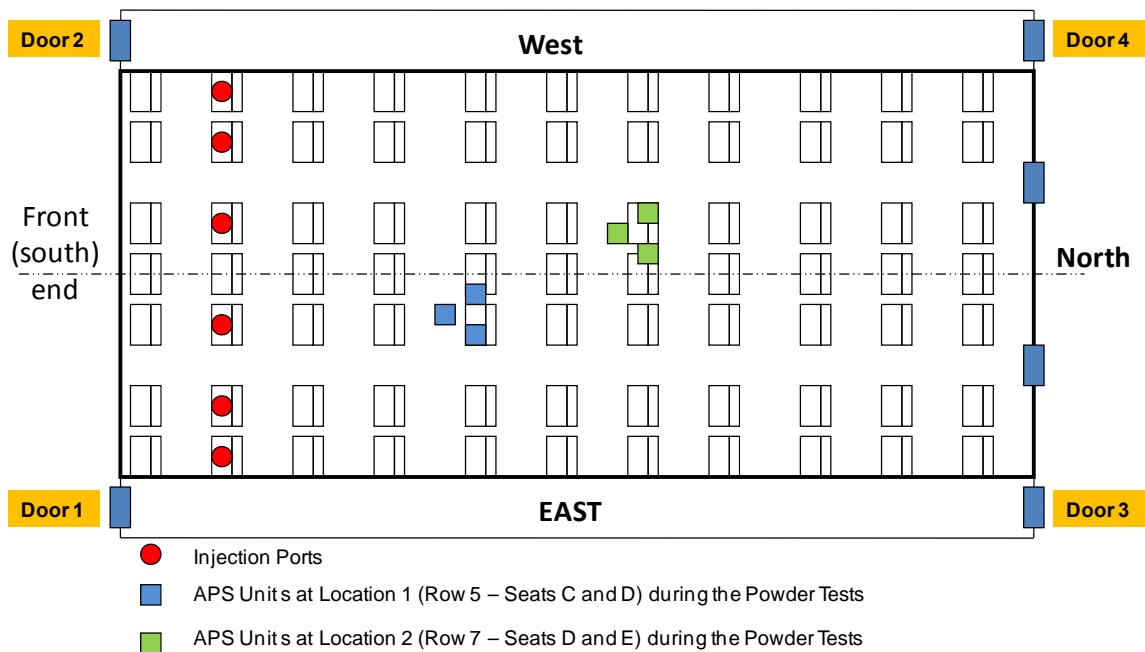 Door 2
West
Door 4
Front
(south)
end
North
Door 1
EAST
Door 3
Injection Ports
APS Units at Location 1 (Row 5 – Seats C and D) during the Powder Tests
APS Units at Location 2 (Row 7 – Seats D and E) during the Powder Tests